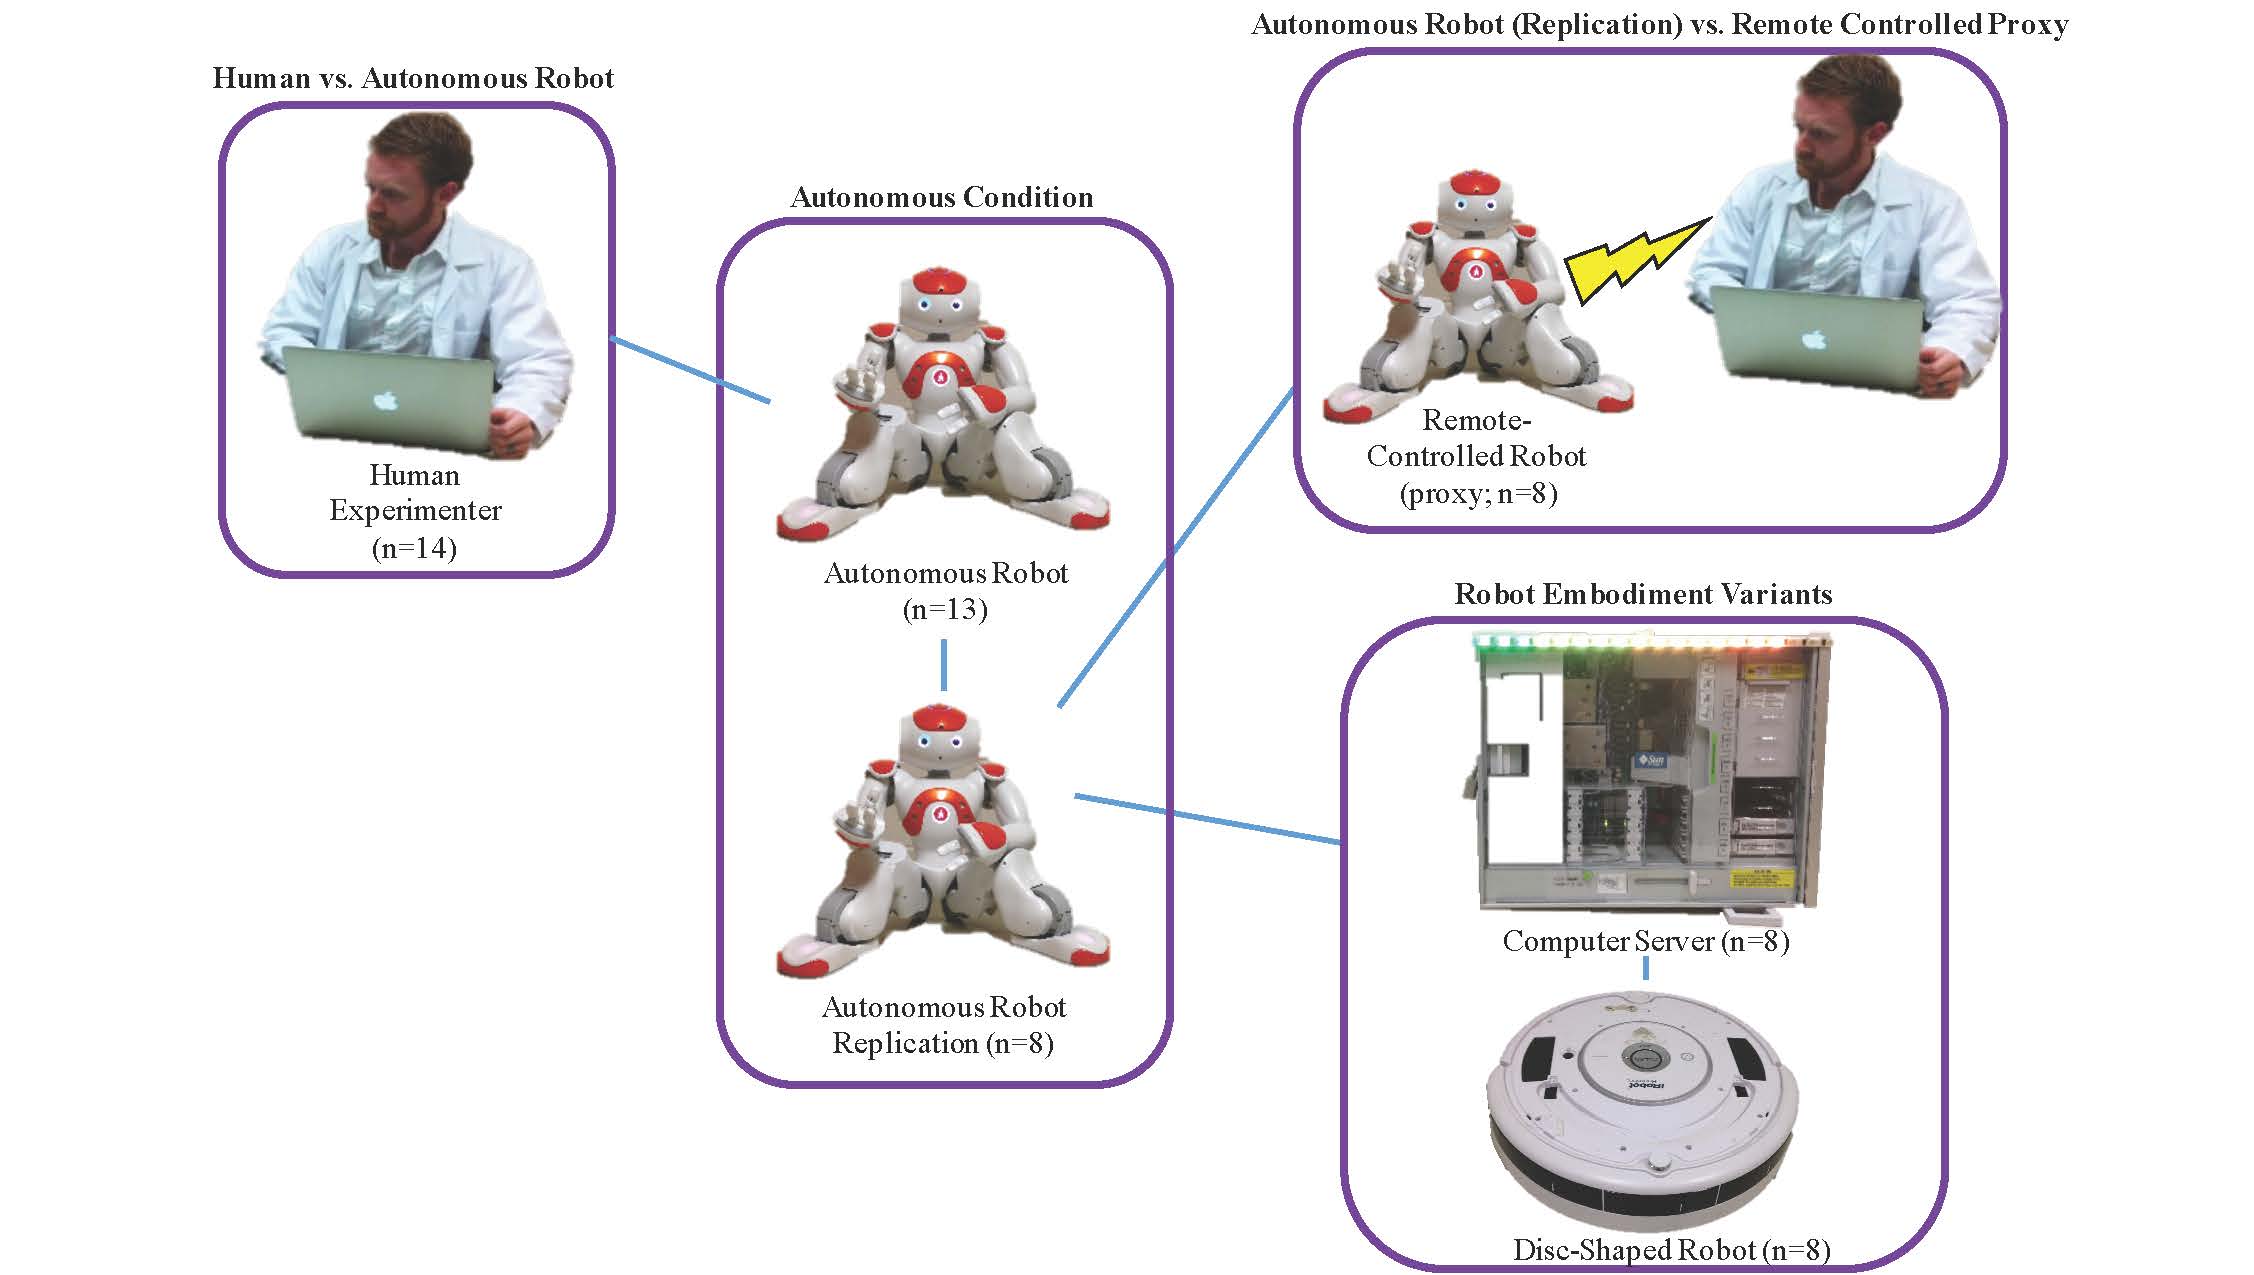 Human vs. Autonomous Robot
Human
Experimenter
(n=14)
Autonomous Condition
Autonomous Robot
(n=13)
Autonomous Robot
Replication (n=8)
Autonomous Robot (Replication) vs. Remote Controlled Proxy
Remote-
Controlled Robot
(proxy; n=8)
Robot Embodiment Variants
Sun
Computer Server (n=8)
iRobot
Disc-Shaped Robot (n=8)